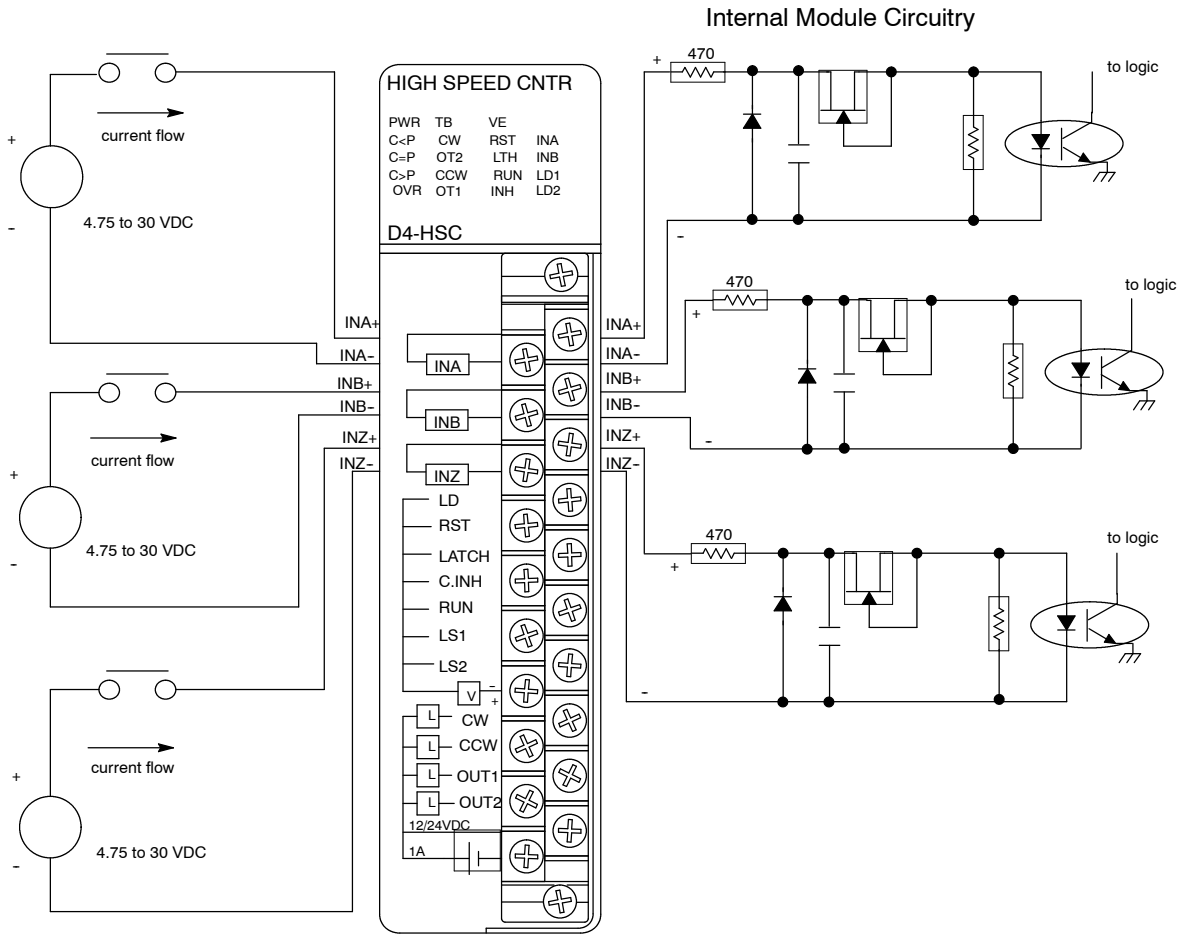 Internal Module Circuitry
current flow
+
-
4.75 to 30 VDC
HIGH SPEED CNTR
PWR TB VE
C<P CW RST INA
C=P OT2 LTH INB
C>P CCW RUN LD1
OVR OT1 INH LD2
D4-HSC
+ 470
to logic
-
INA+
INA-
INB+
INB-
INZ+
INZ-
INA+
INA-
INB+
INB-
INZ+
INZ-
INA
INB
INZ
LD
RST
LATCH
C.INH
RUN
LS1
LS2
V - +
L CW
L CCW
L OUT1
L OUT2
12/24VDC
1A
470
+
to logic
-
current flow
+
-
4.75 to 30 VDC
470
+
to logic
-
current flow
+
-
4.75 to 30 VDC